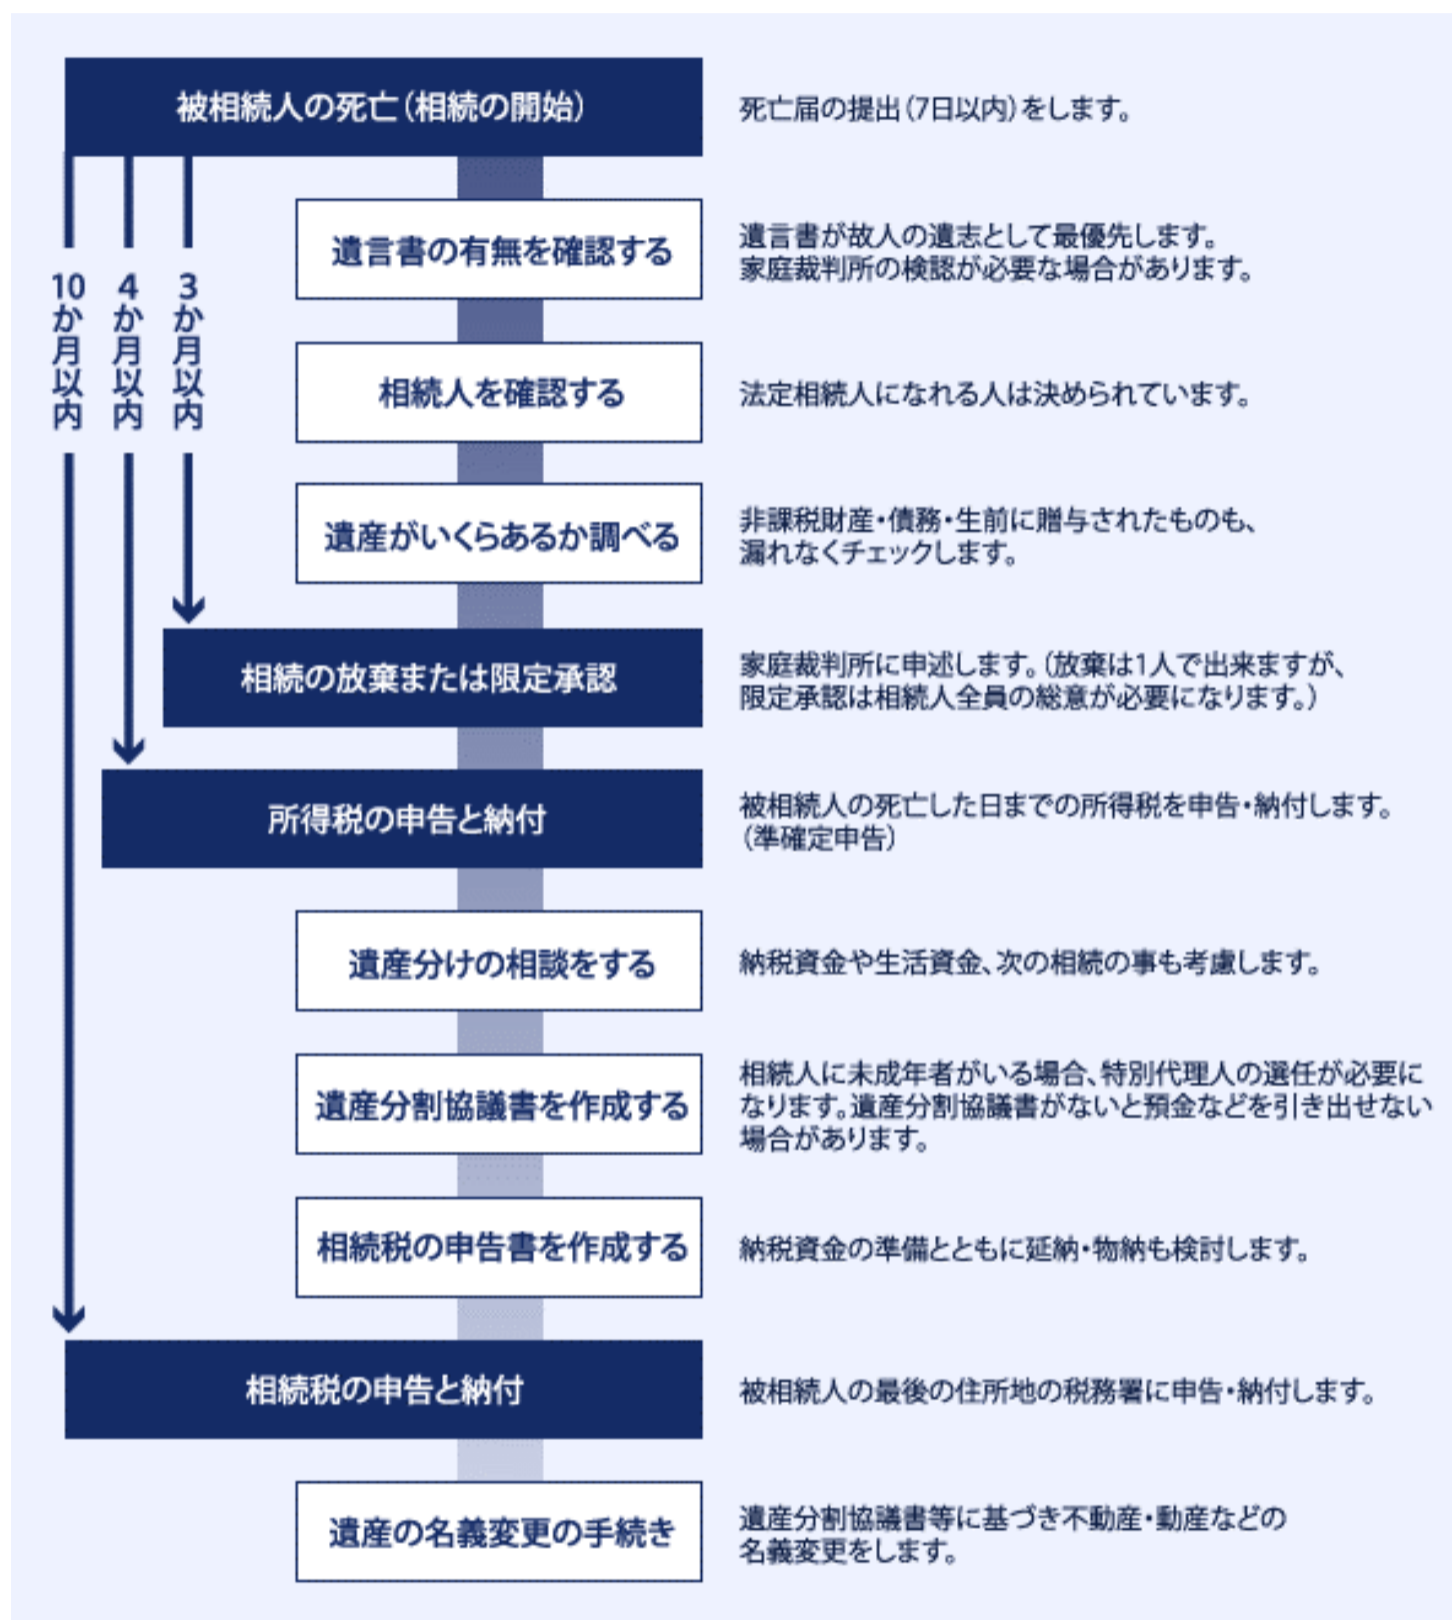 被相続人の死亡（相続の開始）
死亡届の提出（7日以内）をします。
10か月以内
4か月以内
3か月以内
遺言書の有無を確認する
遺言書が故人の遺志として最優先します。
家庭裁判所の検認が必要な場合があります。
相続人を確認する
法定相続人になれる人は決められています。
遺産がいくらあるか調べる
非課税財産・債務・生前に贈与されたものも、
漏れなくチェックします。
相続の放棄または限定承認
家庭裁判所に申述します。（放棄は1人で出来ますが、
限定承認は相続人全員の総意が必要になります。）
所得税の申告と納付
被相続人の死亡した日までの所得税を申告・納付します。
（準確定申告）
遺産分けの相談をする
納税資金や生活資金、次の相続の事も考慮します。
遺産分割協議書を作成する
相続人に未成年者がいる場合、特別代理人の選任が必要に
なります。遺産分割協議書がないと預金などを引き出せない
場合があります。
相続税の申告書を作成する
納税資金の準備とともに延納・物納も検討します。
相続税の申告と納付
被相続人の最後の住所地の税務署に申告・納付します。
遺産の名義変更の手続き
遺産分割協議書等に基づき不動産・動産などの
名義変更をします。